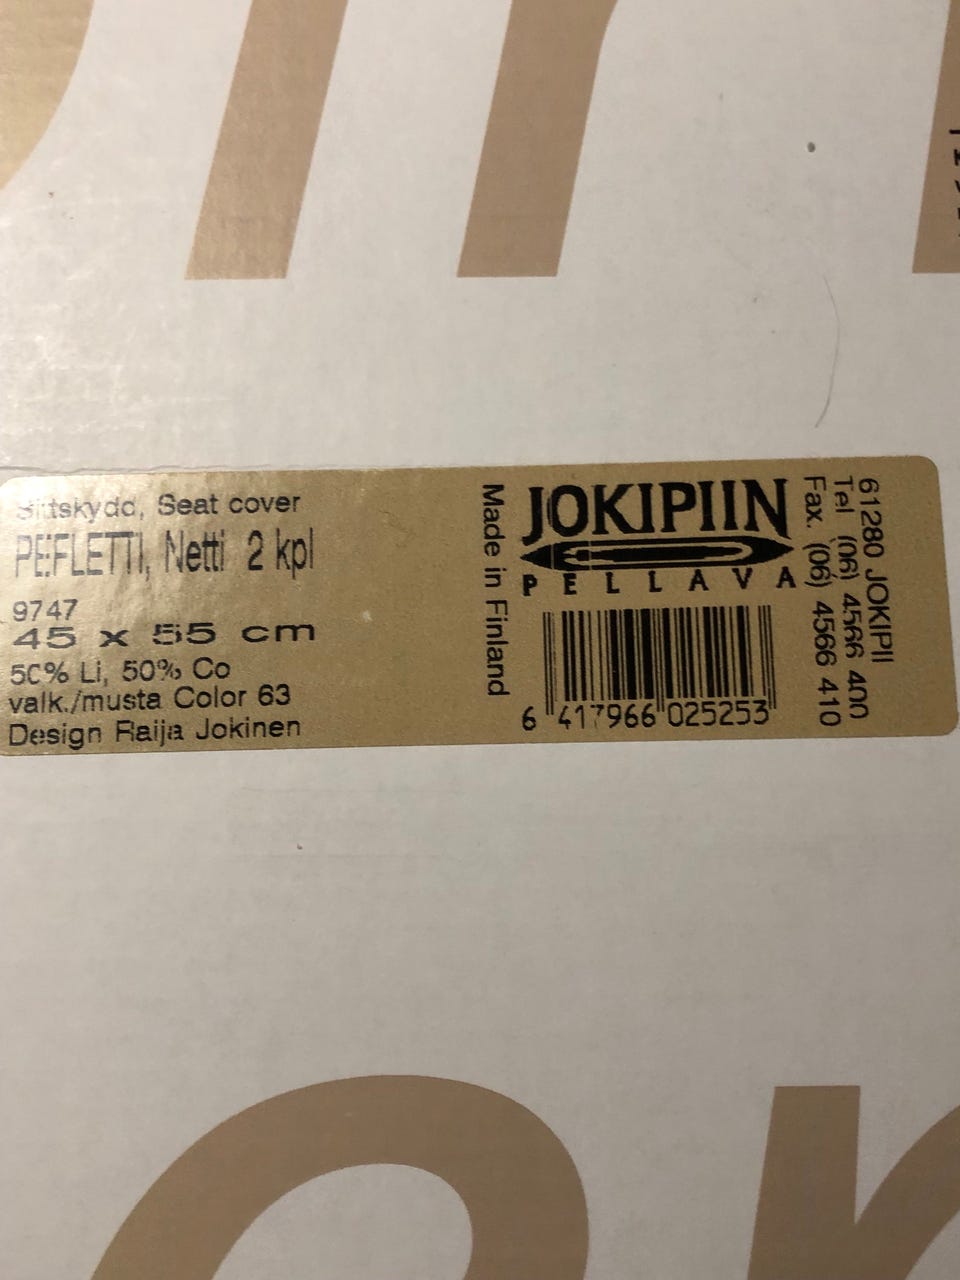 Sittskydd, Seat cover
PEFLETTI, Netti 2 kpl
9747
45 x 55 cm
50% Li, 50% Co
valk./musta Color 63
Design Raija Jokinen
Made in Finland
JOKIPIIN
PELLAVA
6 417966 025253
61280 JOKIPII
Tel (06) 4566 400
Fax. (06) 4566 410